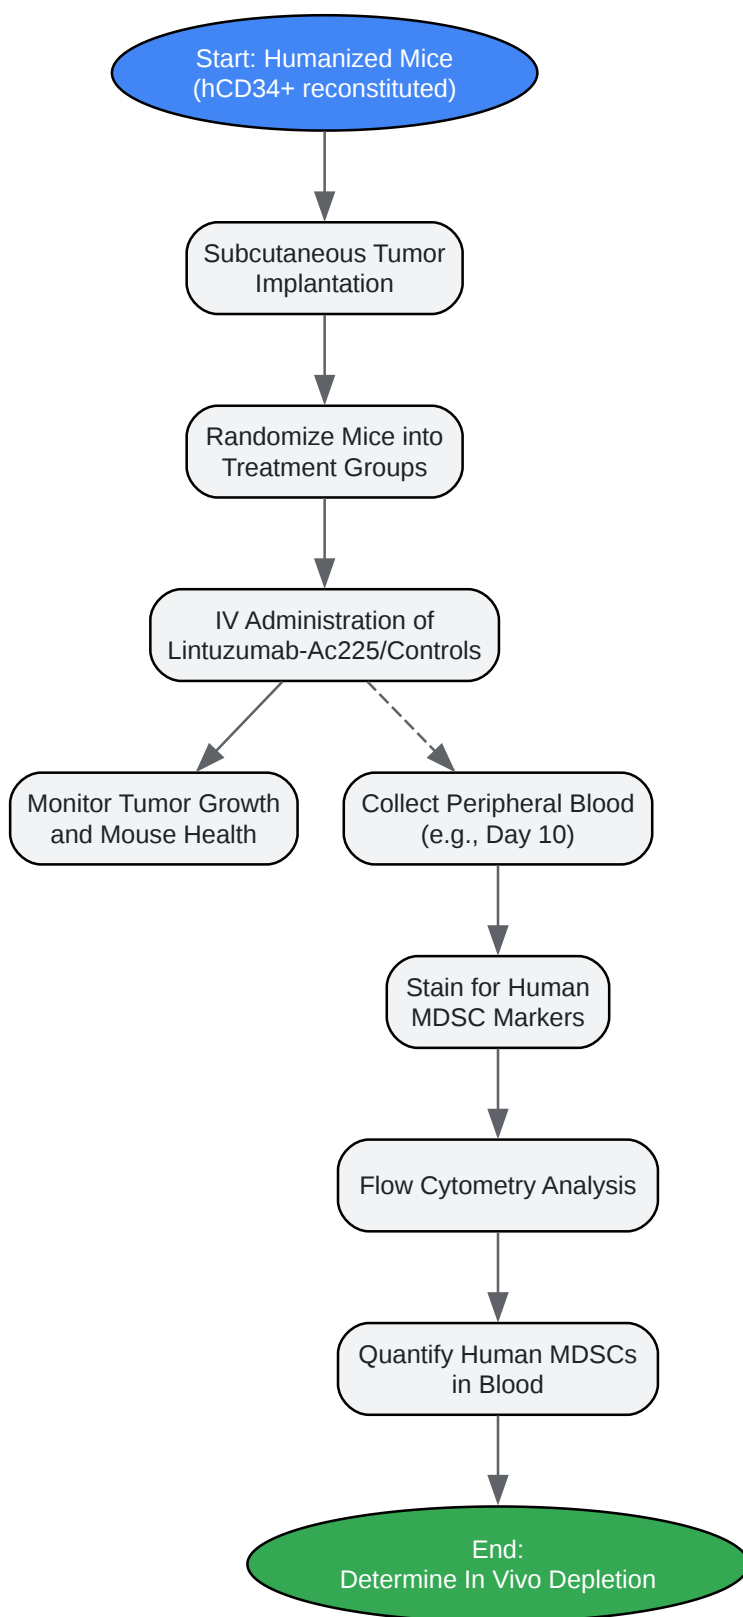 Start: Humanized Mice
(hCD34+ reconstituted)
Subcutaneous Tumor
Implantation
Randomize Mice into
Treatment Groups
IV Administration of
Lintuzumab-Ac225/Controls
Monitor Tumor Growth
and Mouse Health
Collect Peripheral Blood
(e.g., Day 10)
Stain for Human
MDSC Markers
Flow Cytometry Analysis
Quantify Human MDSCs
in Blood
End:
Determine In Vivo Depletion